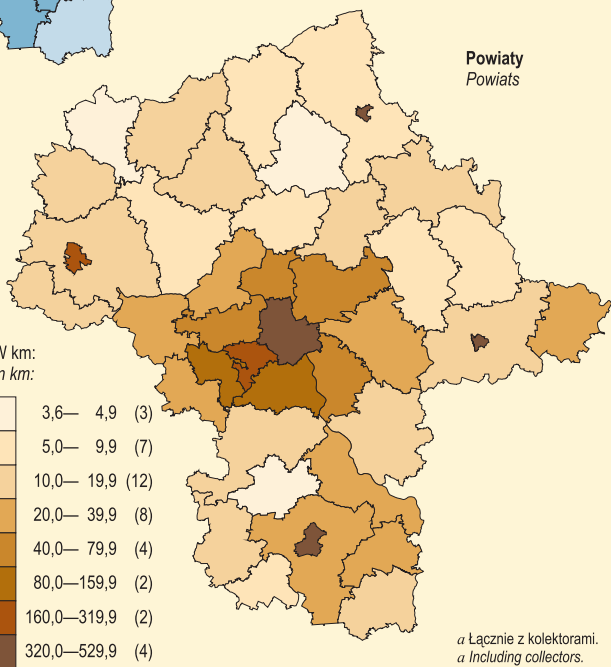 Powiaty
Powiats
W km:
n km:
3,6— 4,9 (3)
5,0— 9,9 (7)
10,0— 19,9 (12)
20,0— 39,9 (8)
40,0— 79,9 (4)
80,0—159,9 (2)
160,0—319,9 (2)
320,0—529,9 (4)
a Łącznie z kolektorami.
a Including collectors.